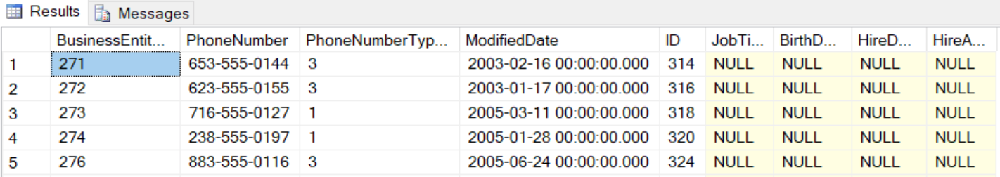 Results Messages
BusinessEntit... PhoneNumber PhoneNumberTyp... ModifiedDate ID JobTi... BirthD... HireD... HireA...
1 271 653-555-0144 3 2003-02-16 00:00:00.000 314 NULL NULL NULL NULL
2 272 623-555-0155 3 2003-01-17 00:00:00.000 316 NULL NULL NULL NULL
3 273 716-555-0127 1 2005-03-11 00:00:00.000 318 NULL NULL NULL NULL
4 274 238-555-0197 1 2005-01-28 00:00:00.000 320 NULL NULL NULL NULL
5 276 883-555-0116 3 2005-06-24 00:00:00.000 324 NULL NULL NULL NULL